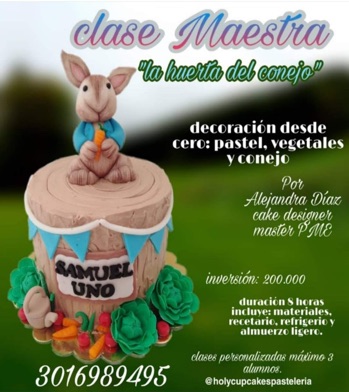 clase Maestra
"la huerta del conejo"
decoración desde
cero: pastel, vegetales
y conejo
Por
Alejandra Díaz
cake designer
master PME
SAMUEL
UNO
inversión: 200.000
duración 8 horas
incluye: materiales,
recetario, refrigerio y
almuerzo ligero.
clases personalizadas máximo 3
alumnos.
@holycupcakespasteleria
3016989495